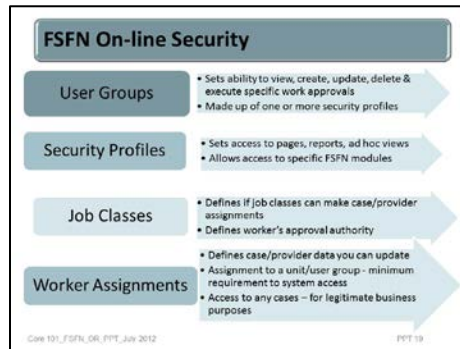 FSFN On-line Security
User Groups
• Sets ability to view, create, update, delete &
execute specific work approvals
• Made up of one or more security profiles
Security Profiles
• Sets access to pages, reports, ad hoc views
• Allows access to specific FSFN modules
Job Classes
• Defines if job classes can make case/provider
assignments
• Defines worker's approval authority
Worker Assignments
• Defines case/provider data you can update
• Assignment to a unit/user group - minimum
requirement to system access
• Access to any cases – for legitimate business
purposes
Core 101_FSFN_OR_PPT_July 2012
PPT 19